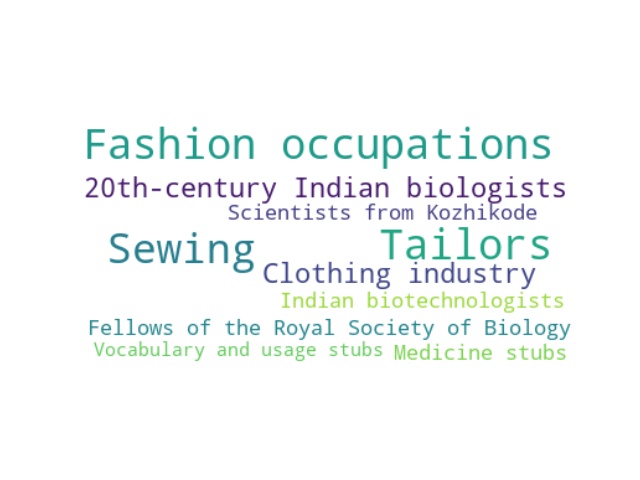 Fashion occupations
20th-century Indian biologists
Scientists from Kozhikode
Sewing Tailors
Clothing industry
Indian biotechnologists
Fellows of the Royal Society of Biology
Vocabulary and usage stubs Medicine stubs